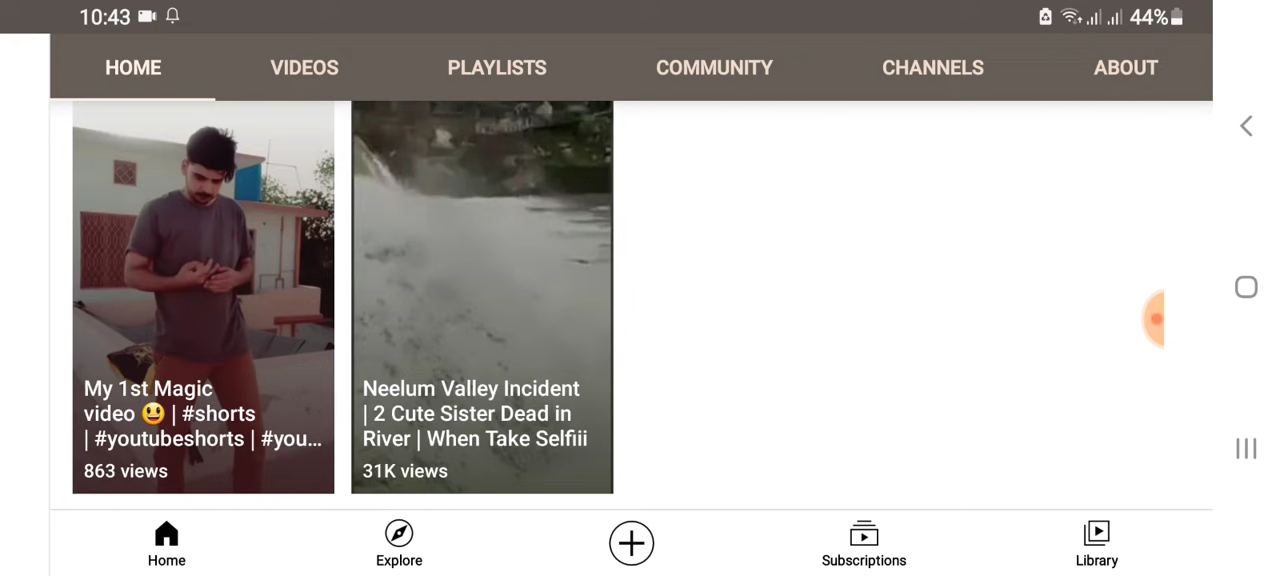 10:43 44%
HOME VIDEOS PLAYLISTS COMMUNITY CHANNELS ABOUT
My 1st Magic
video 😃 | #shorts
| #youtubeshorts | #you...
863 views
Neelum Valley Incident
| 2 Cute Sister Dead in
River | When Take Selfiii
31K views
Home Explore Subscriptions Library